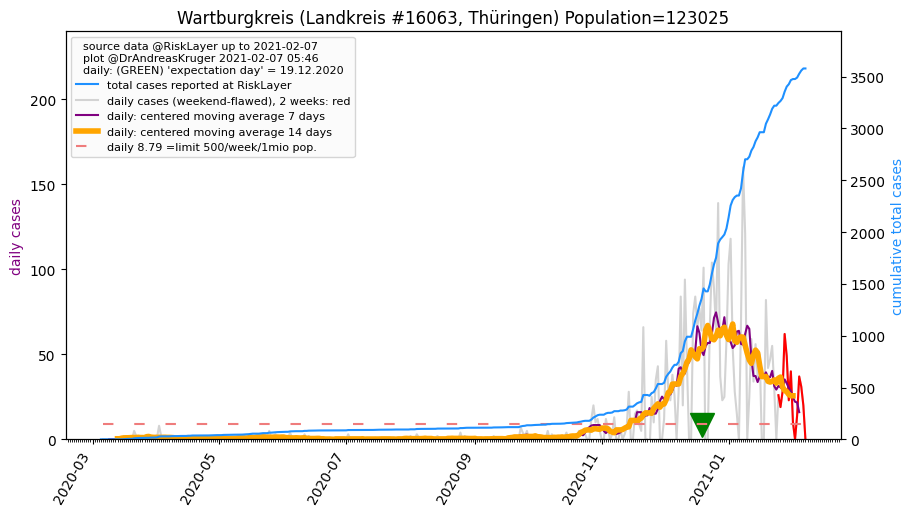 Wartburgkreis (Landkreis #16063, Thüringen) Population=123025
source data @RiskLayer up to 2021-02-07
plot @DrAndreasKruger 2021-02-07 05:46
daily: (GREEN) 'expectation day' = 19.12.2020
total cases reported at RiskLayer
daily cases (weekend-flawed), 2 weeks: red
daily: centered moving average 7 days
daily: centered moving average 14 days
daily 8.79 =limit 500/week/1mio pop.
daily cases
200
150
100
50
0
cumulative total cases
3500
3000
2500
2000
1500
1000
500
0
2020-03
2020-05
2020-07
2020-09
2020-11
2021-01